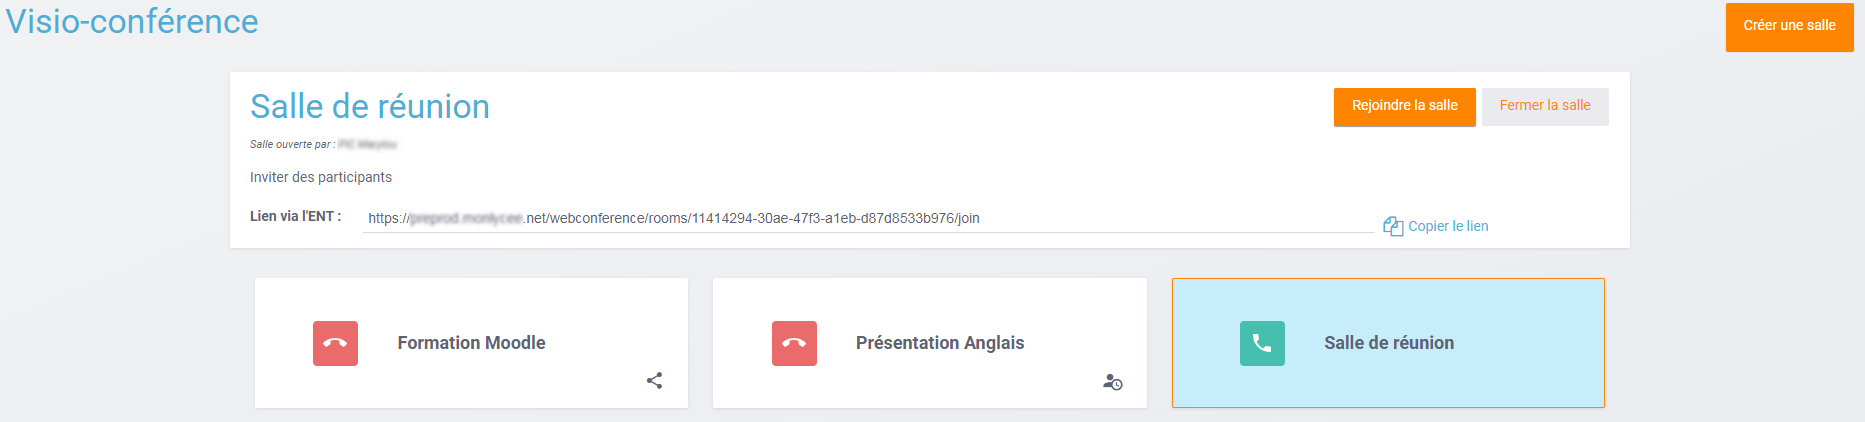 Visio-conférence
Créer une salle
Salle de réunion
Rejoindre la salle
Fermer la salle
Salle ouverte par :
Inviter des participants
Lien via l'ENT :
https:// .net/webconference/rooms/11414294-30ae-47f3-a1eb-d87d8533b976/join
Copier le lien
Formation Moodle
Présentation Anglais
Salle de réunion